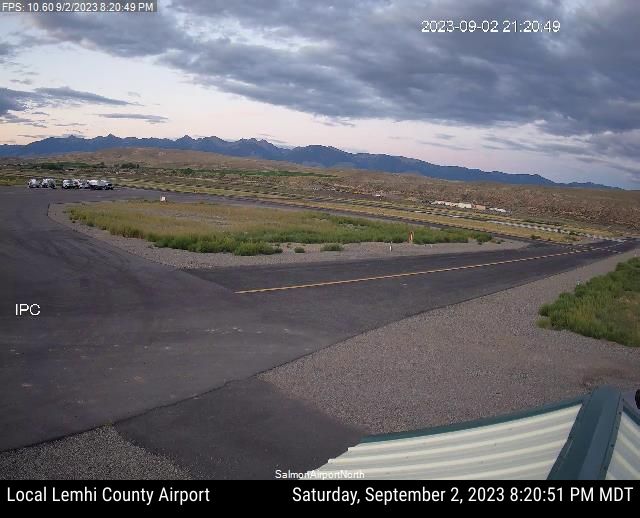 FPS: 10.60 9/2/2023 8:20:49 PM
2023-09-02 21:20:49
IPC
SalmonAirportNorth
Local Lemhi County Airport Saturday, September 2, 2023 8:20:51 PM MDT